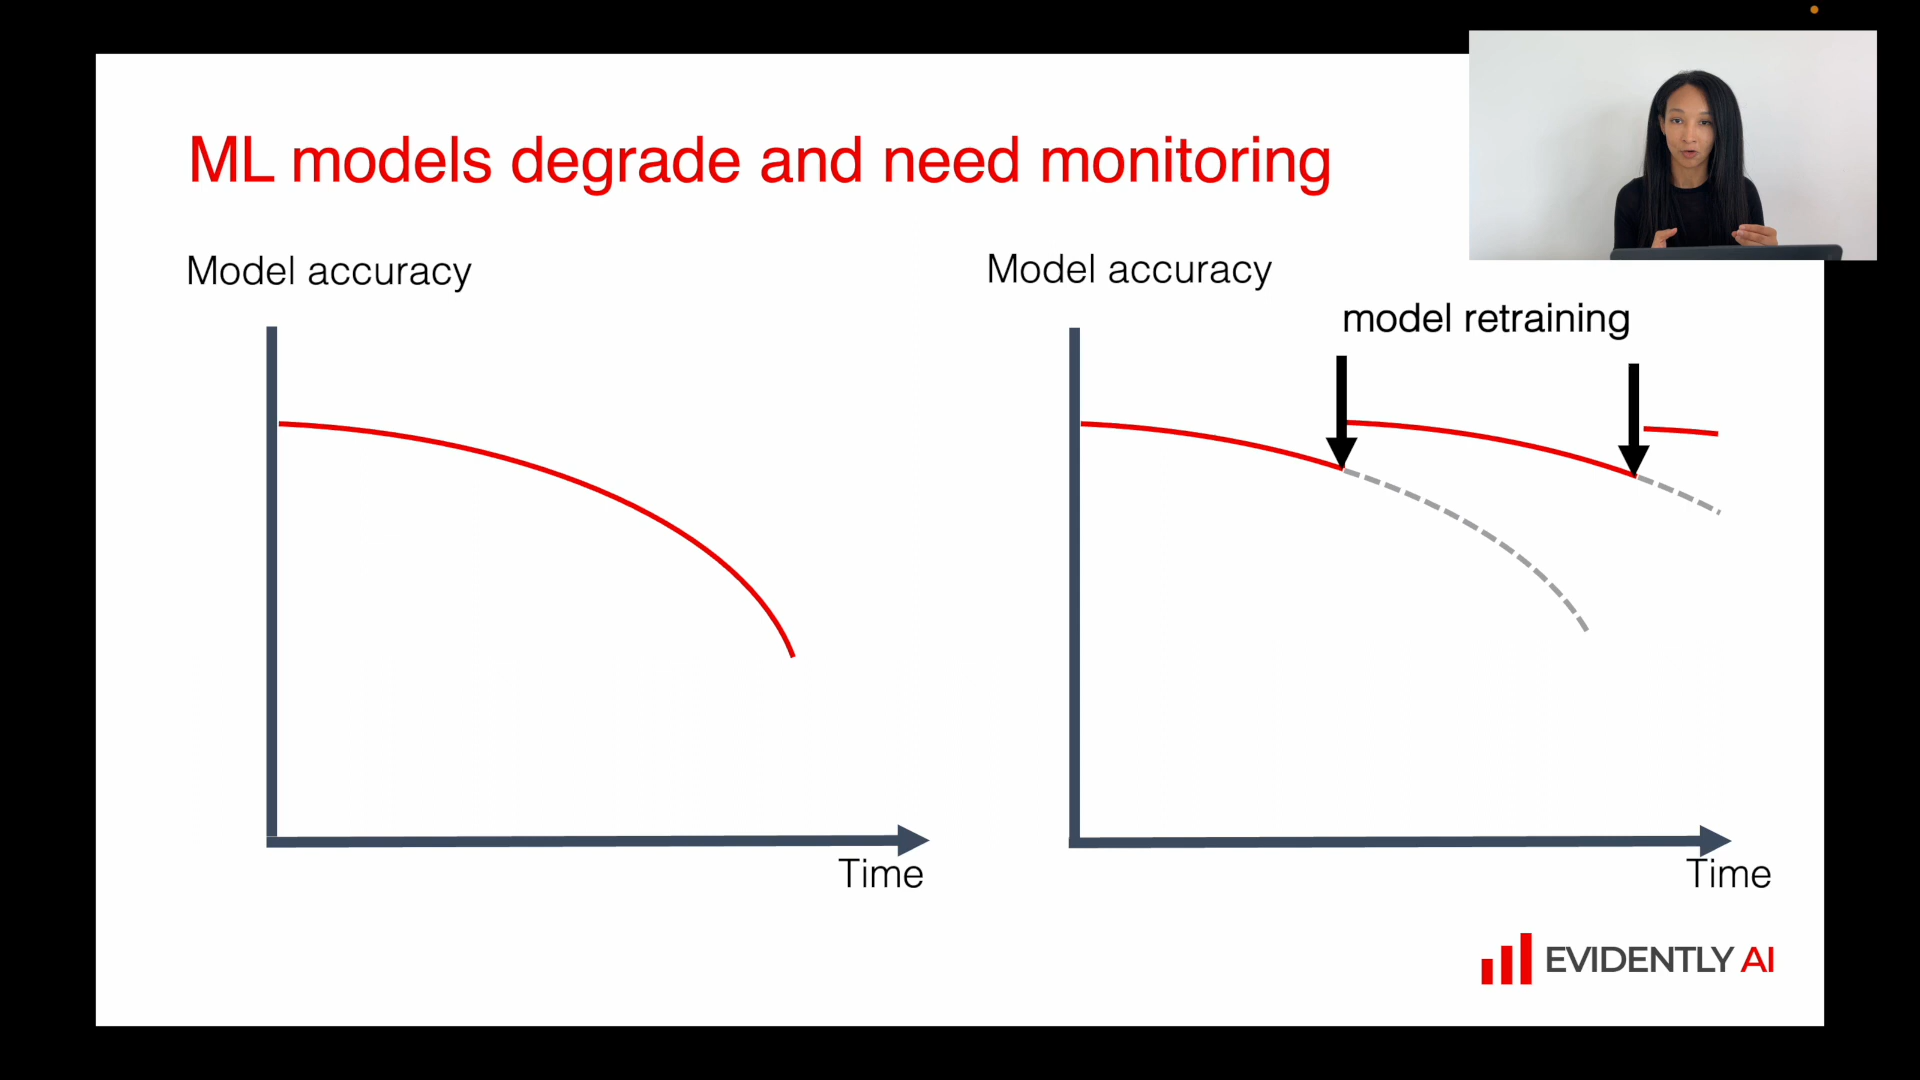 ML models degrade and need monitoring
Model accuracy
Time
Model accuracy
model retraining
Time
EVIDENTLY AI